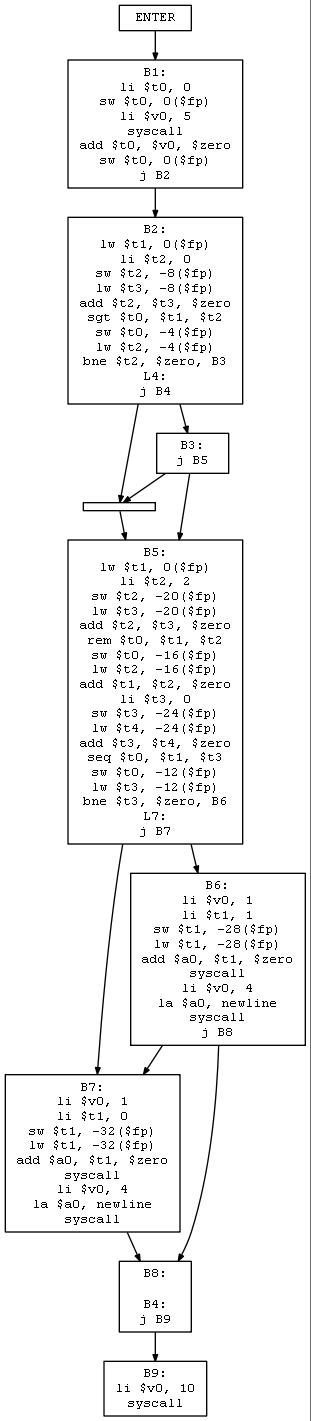 ENTER
B1:
li $t0, 0
sw $t0, 0($fp)
li $v0, 5
syscall
add $t0, $v0, $zero
sw $t0, 0($fp)
j B2
B2:
lw $t1, 0($fp)
li $t2, 0
sw $t2, -8($fp)
lw $t3, -8($fp)
add $t2, $t3, $zero
sgt $t0, $t1, $t2
sw $t0, -4($fp)
lw $t2, -4($fp)
bne $t2, $zero, B3
L4:
j B4
B3:
j B5
B5:
lw $t1, 0($fp)
li $t2, 2
sw $t2, -20($fp)
lw $t3, -20($fp)
add $t2, $t3, $zero
rem $t0, $t1, $t2
sw $t0, -16($fp)
lw $t2, -16($fp)
add $t1, $t2, $zero
li $t3, 0
sw $t3, -24($fp)
lw $t4, -24($fp)
add $t3, $t4, $zero
seq $t0, $t1, $t3
sw $t0, -12($fp)
lw $t3, -12($fp)
bne $t3, $zero, B6
L7:
j B7
B6:
li $v0, 1
li $t1, 1
sw $t1, -28($fp)
lw $t1, -28($fp)
add $a0, $t1, $zero
syscall
li $v0, 4
la $a0, newline
syscall
j B8
B7:
li $v0, 1
li $t1, 0
sw $t1, -32($fp)
lw $t1, -32($fp)
add $a0, $t1, $zero
syscall
li $v0, 4
la $a0, newline
syscall
B8:
B4:
j B9
B9:
li $v0, 10
syscall